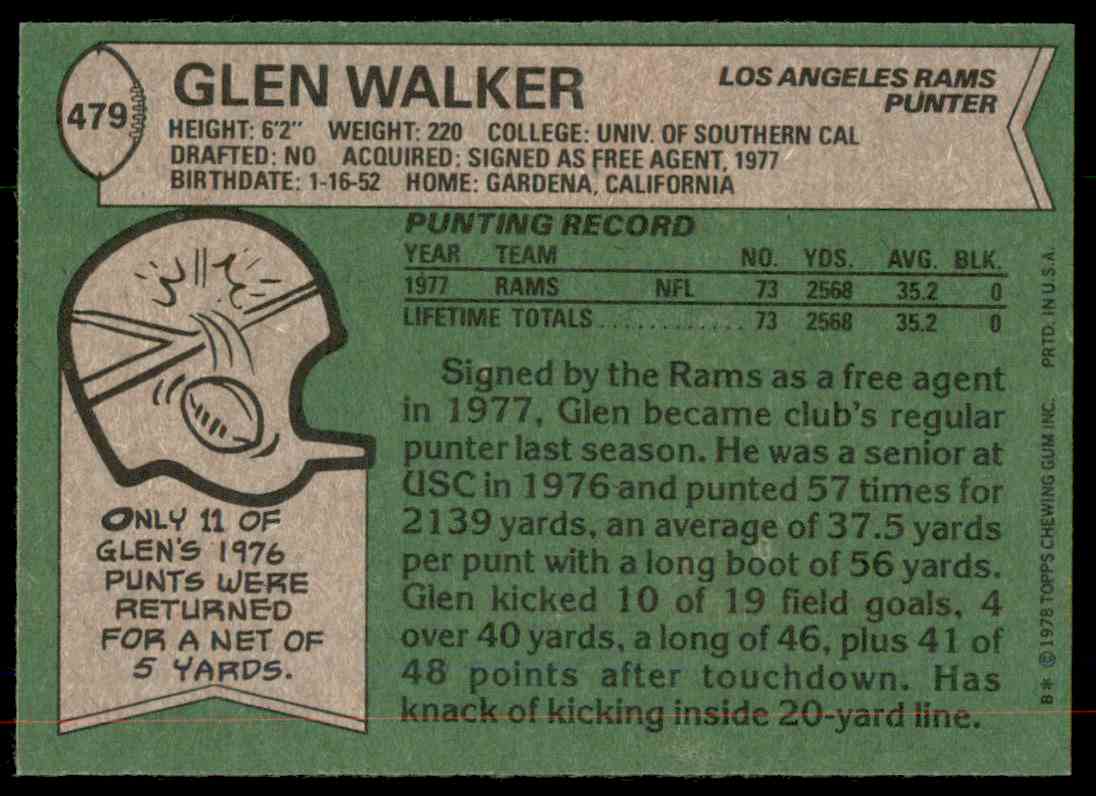 479
GLEN WALKER
LOS ANGELES RAMS
PUNTER
HEIGHT: 6'2" WEIGHT: 220 COLLEGE: UNIV. OF SOUTHERN CAL
DRAFTED: NO ACQUIRED: SIGNED AS FREE AGENT, 1977
BIRTHDATE: 1-16-52 HOME: GARDENA, CALIFORNIA
PUNTING RECORD
YEAR TEAM NO. YDS. AVG. BLK.
1977 RAMS NFL 73 2568 35.2 0
LIFETIME TOTALS............. 73 2568 35.2 0
Signed by the Rams as a free agent
in 1977, Glen became club's regular
punter last season. He was a senior at
USC in 1976 and punted 57 times for
2139 yards, an average of 37.5 yards
per punt with a long boot of 56 yards.
Glen kicked 10 of 19 field goals, 4
over 40 yards, a long of 46, plus 41 of
48 points after touchdown. Has
knack of kicking inside 20-yard line.
ONLY 11 OF
GLEN'S 1976
PUNTS WERE
RETURNED
FOR A NET OF
5 YARDS.
B* ©1978 TOPPS CHEWING GUM INC. PRTD. IN U.S.A.